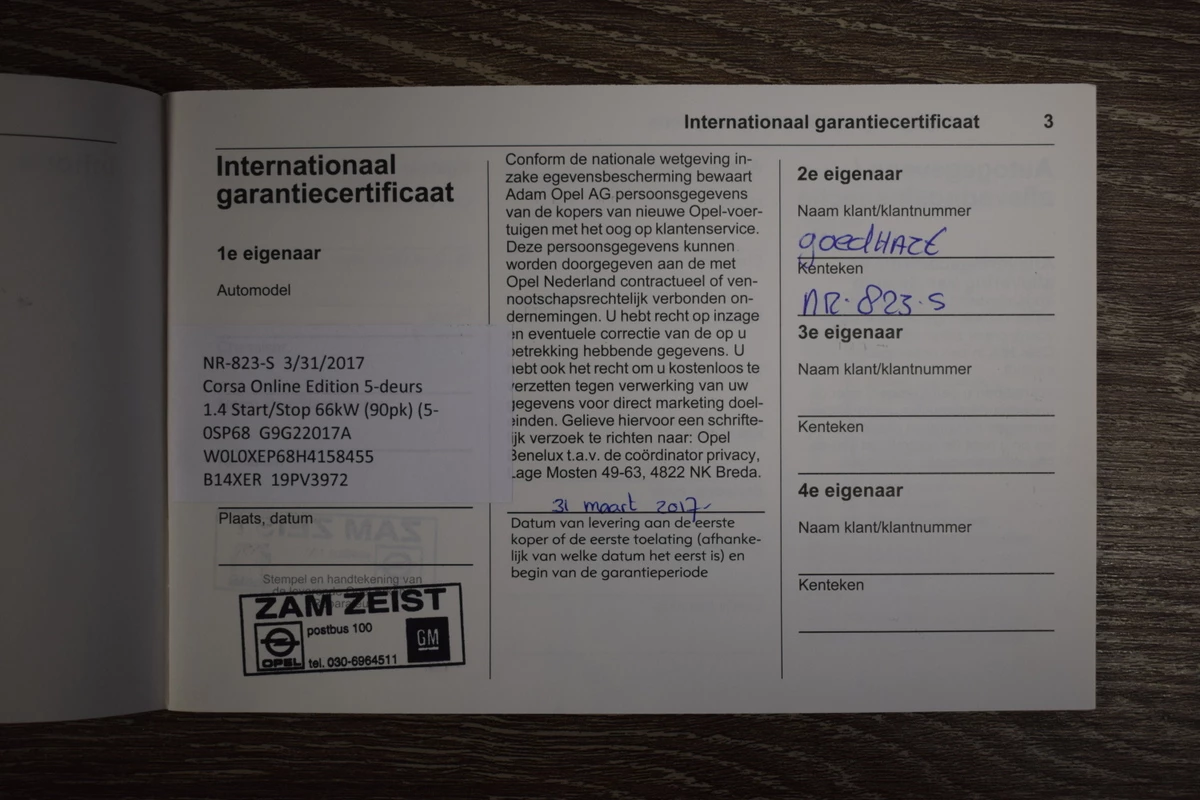 Internationaal garantiecertificaat 3
Internationaal
garantiecertificaat
1e eigenaar
Automodel
NR-823-S 3/31/2017
Corsa Online Edition 5-deurs
1.4 Start/Stop 66kW (90pk) (5-
0SP68 G9G22017A
W0L0XEP68H4158455
B14XER 19PV3972
Plaats, datum
Stempel en handtekening van
ZAM ZEIST
postbus 100
OPEL
GM
tel. 030-6964511
Conform de nationale wetgeving in-
zake egevensbescherming bewaart
Adam Opel AG persoonsgegevens
van de kopers van nieuwe Opel-voer-
tuigen met het oog op klantenservice.
Deze persoonsgegevens kunnen
worden doorgegeven aan de met
Opel Nederland contractueel of ven-
nootschapsrechtelijk verbonden on-
dernemingen. U hebt recht op inzage
en eventuele correctie van de op u
betrekking hebbende gegevens. U
hebt ook het recht om u kostenloos te
verzetten tegen verwerking van uw
gegevens voor direct marketing doel-
einden. Gelieve hiervoor een schrifte-
ijk verzoek te richten naar: Opel
Benelux t.a.v. de coördinator privacy,
Lage Mosten 49-63, 4822 NK Breda.
31 maart 2017
Datum van levering aan de eerste
koper of de eerste toelating (afhanke-
lijk van welke datum het eerst is) en
begin van de garantieperiode
2e eigenaar
Naam klant/klantnummer
goedHAZE
Kenteken
NR-823-S
3e eigenaar
Naam klant/klantnummer
Kenteken
4e eigenaar
Naam klant/klantnummer
Kenteken